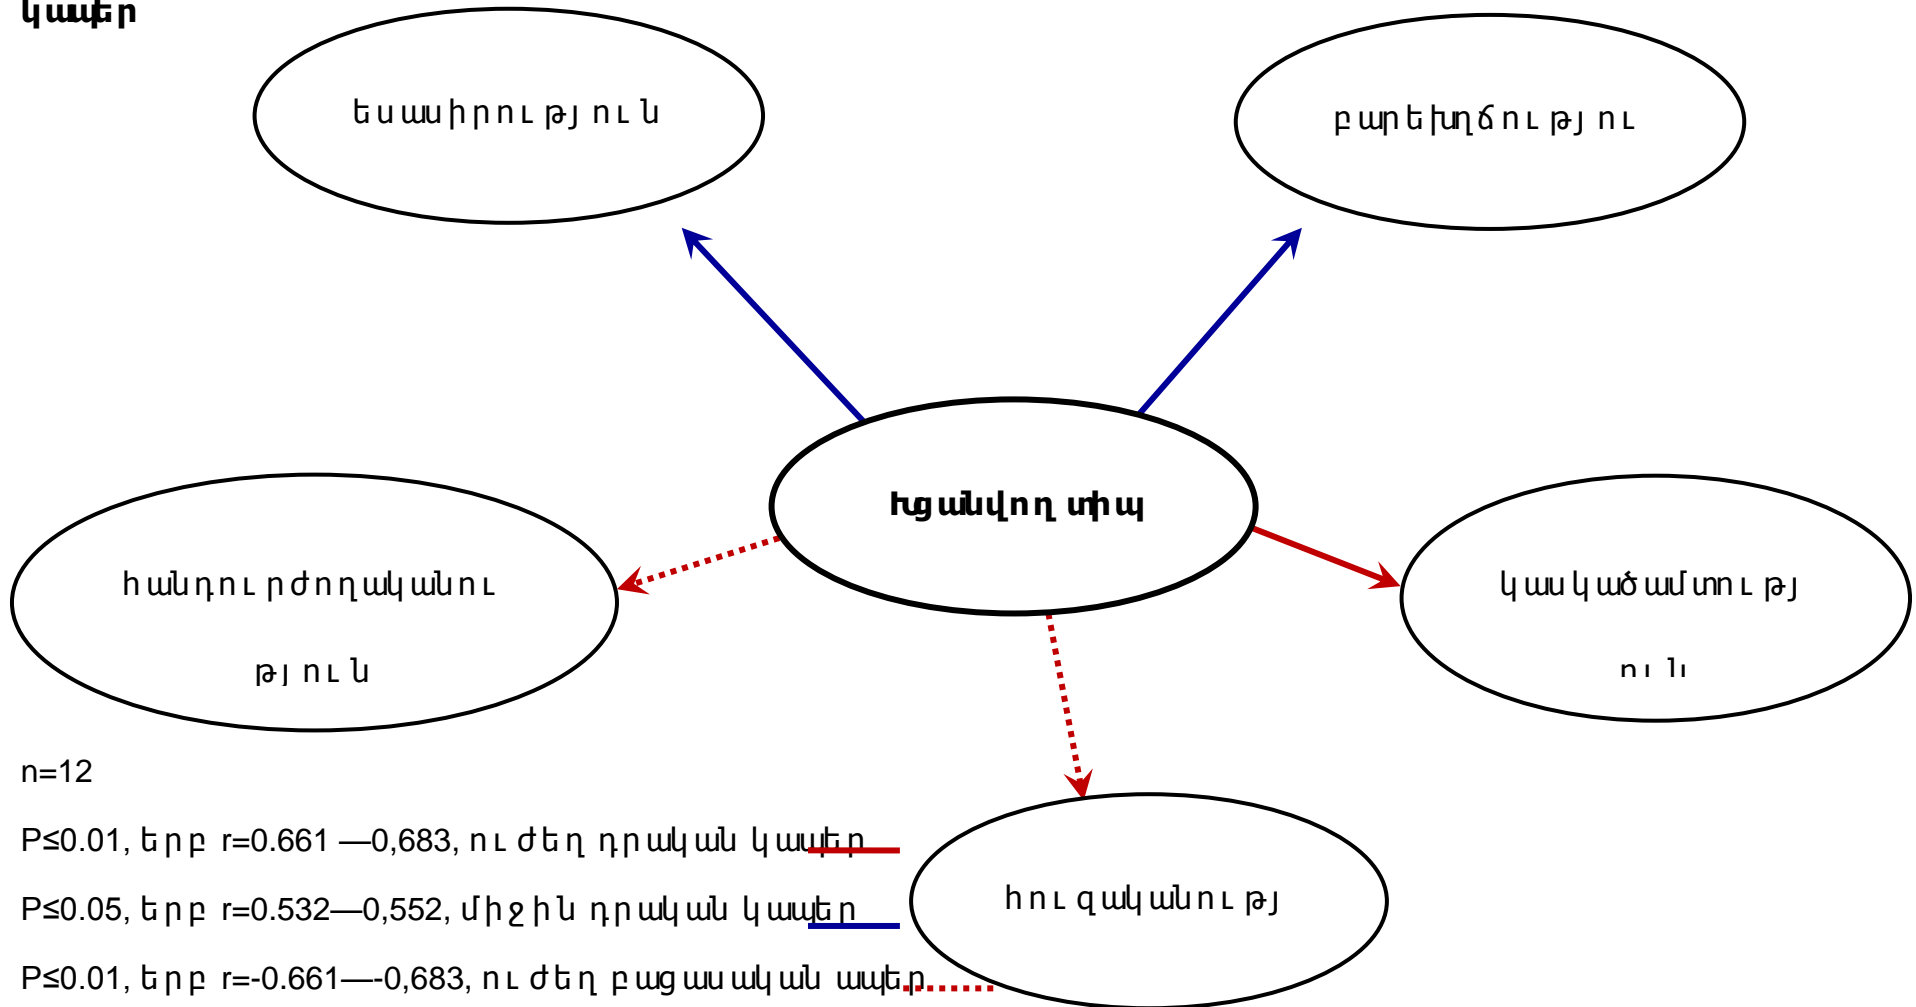 կապեր
եսասիրություն
բարեխղճությու
Խցանվող տիպ
հանդուրժողականու
թյուն
կասկածամտությ
ուն
n=12
P≤0.01, երբ r=0.661 —0,683, ուժեղ դրական կապեր
P≤0.05, երբ r=0.532—0,552, միջին դրական կապեր
P≤0.01, երբ r=-0.661—-0,683, ուժեղ բացասական ապեր
հուզականությ